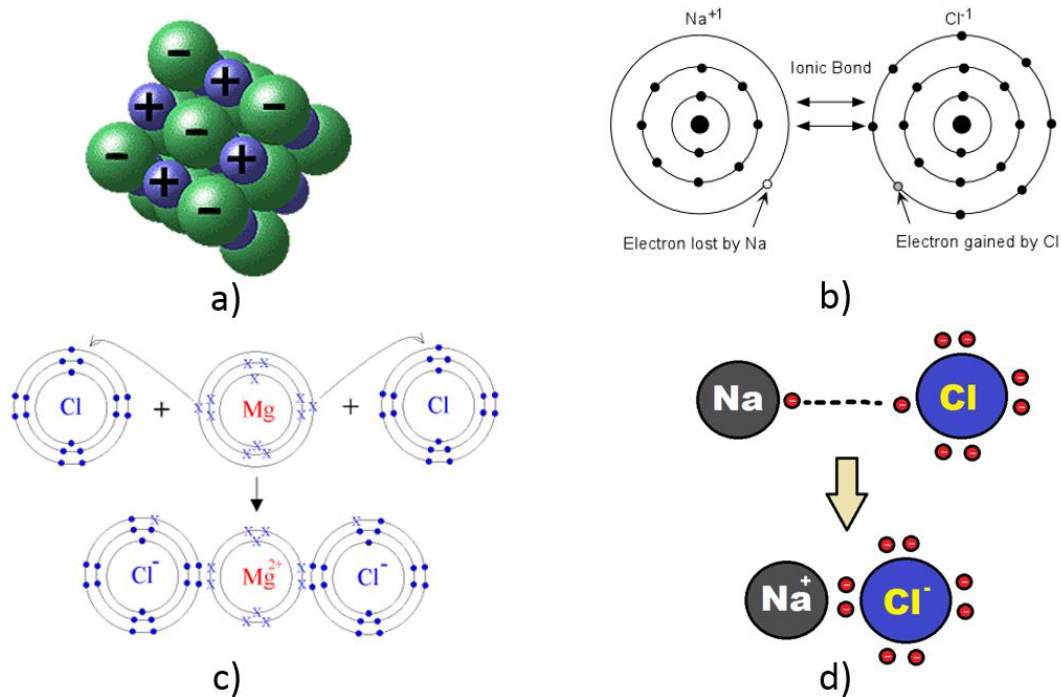 − + − + − − + + −
a)
Na+1 Cl-1
Ionic Bond
Electron lost by Na Electron gained by Cl
b)
Cl + Mg + Cl
x x x x x x x x x x x x
Cl− Mg2+ Cl−
c)
Na − − Cl − − − − − −
Na+ − − Cl- − − − − − −
d)